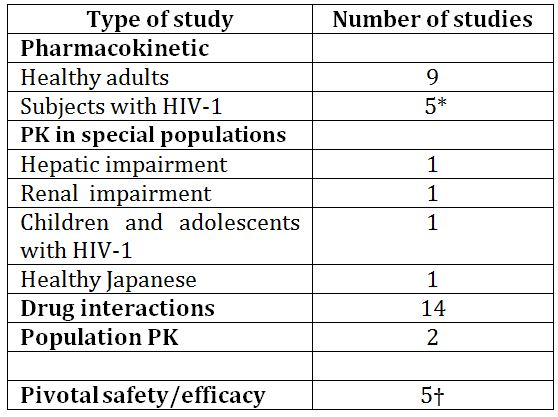 Type of study Number of studies
Pharmacokinetic
Healthy adults 9
Subjects with HIV-1 5*
PK in special populations
Hepatic impairment 1
Renal impairment 1
Children and adolescents 1
with HIV-1
Healthy Japanese 1
Drug interactions 14
Population PK 2
Pivotal safety/efficacy 5†